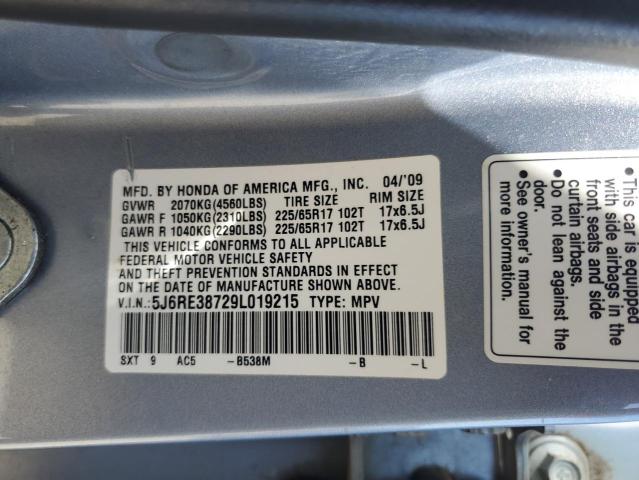 MFD. BY HONDA OF AMERICA MFG., INC. 04/'09
GVWR 2070KG(4560LBS) TIRE SIZE RIM SIZE
GAWR F 1050KG(2310LBS) 225/65R17 102T 17x6.5J
GAWR R 1040KG(2290LBS) 225/65R17 102T 17x6.5J
THIS VEHICLE CONFORMS TO ALL APPLICABLE
FEDERAL MOTOR VEHICLE SAFETY
AND THEFT PREVENTION STANDARDS IN EFFECT
ON THE DATE OF MANUFACTURE SHOWN ABOVE.
V.I.N.: 5J6RE38729L019215 TYPE: MPV
SXT 9 AC5 -B538M -B -L
• This car is equipped
with side airbags in the
front seats and side
curtain airbags.
• Do not lean against the
door.
• See owner's manual for
more information.